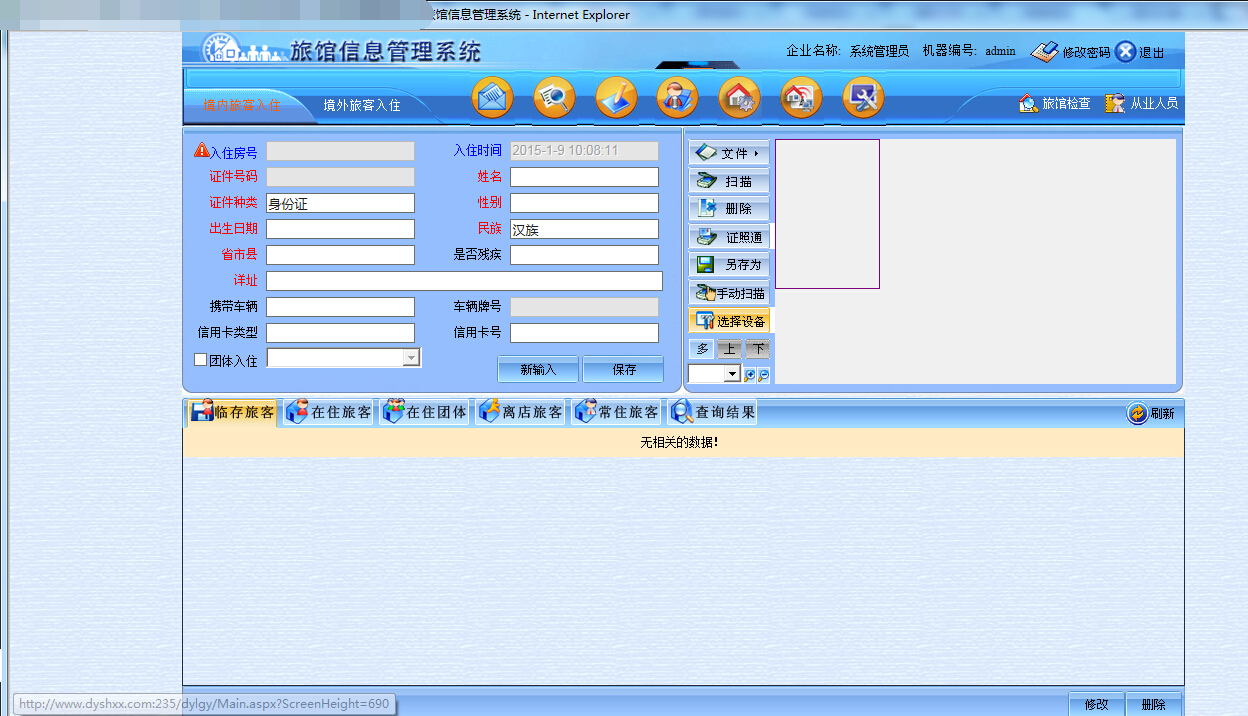 旅馆信息管理系统 - Internet Explorer
旅馆信息管理系统
企业名称: 系统管理员 机器编号: admin 修改密码 退出
境内旅客入住 境外旅客入住 旅馆检查 从业人员
入住房号 入住时间 2015-1-9 10:08:11
证件号码 姓名
证件种类 身份证 性别
出生日期 民族 汉族
省市县 是否残疾
详址
携带车辆 车辆牌号
信用卡类型 信用卡号
团体入住
新输入 保存
文件
扫描
删除
证照通
另存为
手动扫描
选择设备
多 上 下
临存旅客 在住旅客 在住团体 离店旅客 常住旅客 查询结果 刷新
无相关的数据!
http://www.dyshxx.com:235/dylgy/Main.aspx?ScreenHeight=690
修改 删除